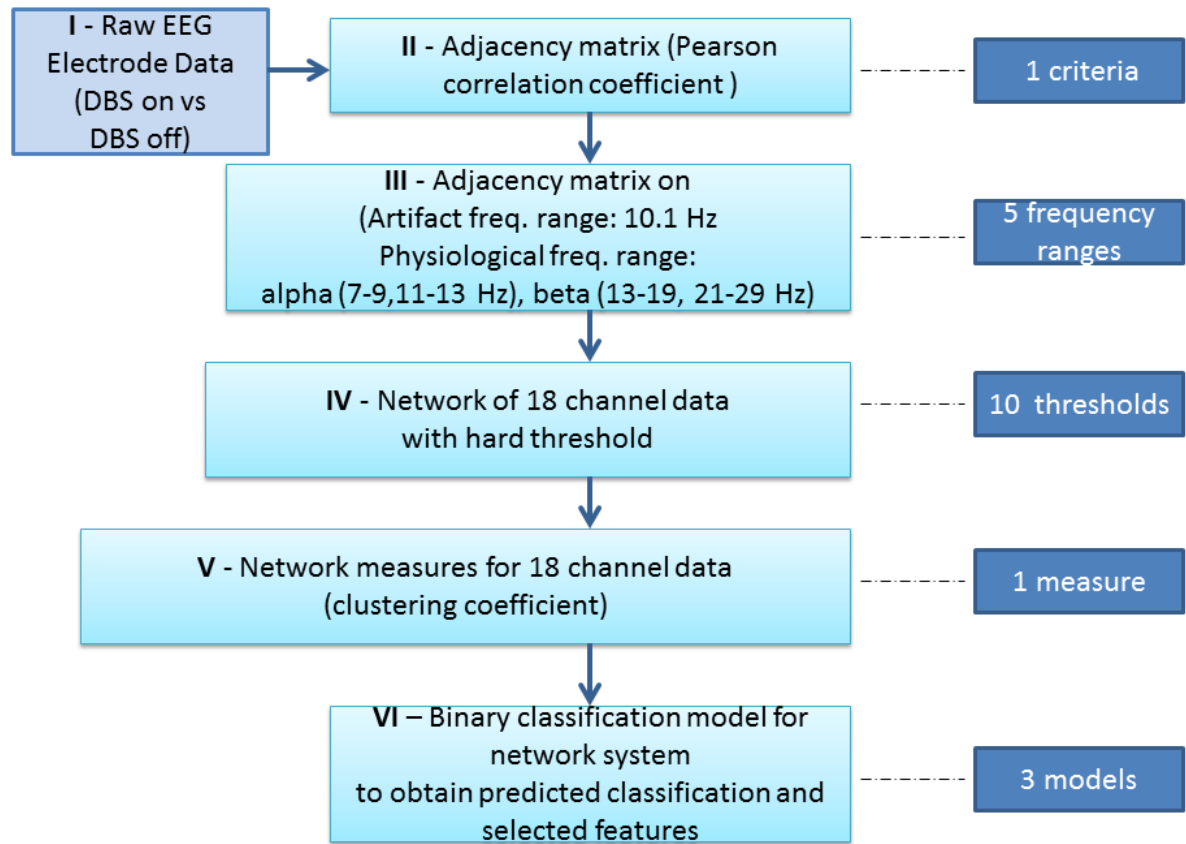 I - Raw EEG
Electrode Data
(DBS on vs
DBS off)
II - Adjacency matrix (Pearson
correlation coefficient )
1 criteria
III - Adjacency matrix on
(Artifact freq. range: 10.1 Hz
Physiological freq. range:
alpha (7-9,11-13 Hz), beta (13-19, 21-29 Hz)
5 frequency
ranges
IV - Network of 18 channel data
with hard threshold
10 thresholds
V - Network measures for 18 channel data
(clustering coefficient)
1 measure
VI – Binary classification model for
network system
to obtain predicted classification and
selected features
3 models